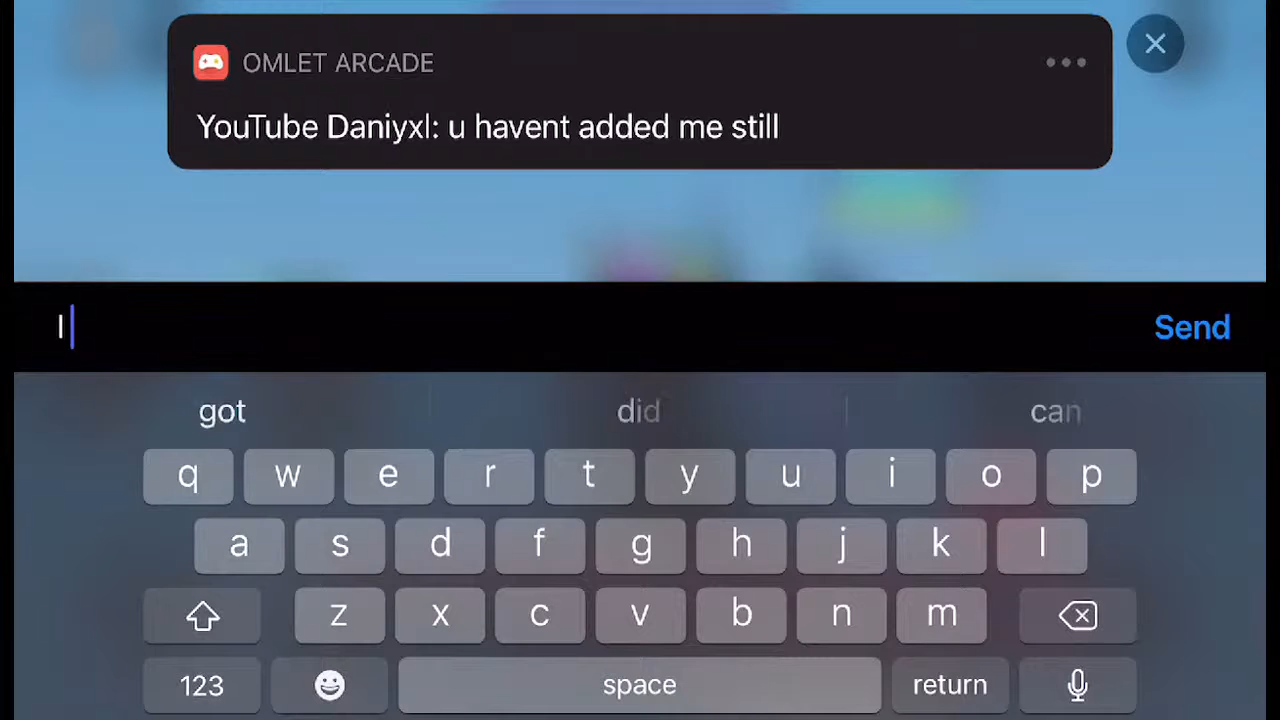 OMLET ARCADE
YouTube Daniyxl: u havent added me still
I
Send
got did can
q w e r t y u i o p
a s d f g h j k l
z x c v b n m
123 space return